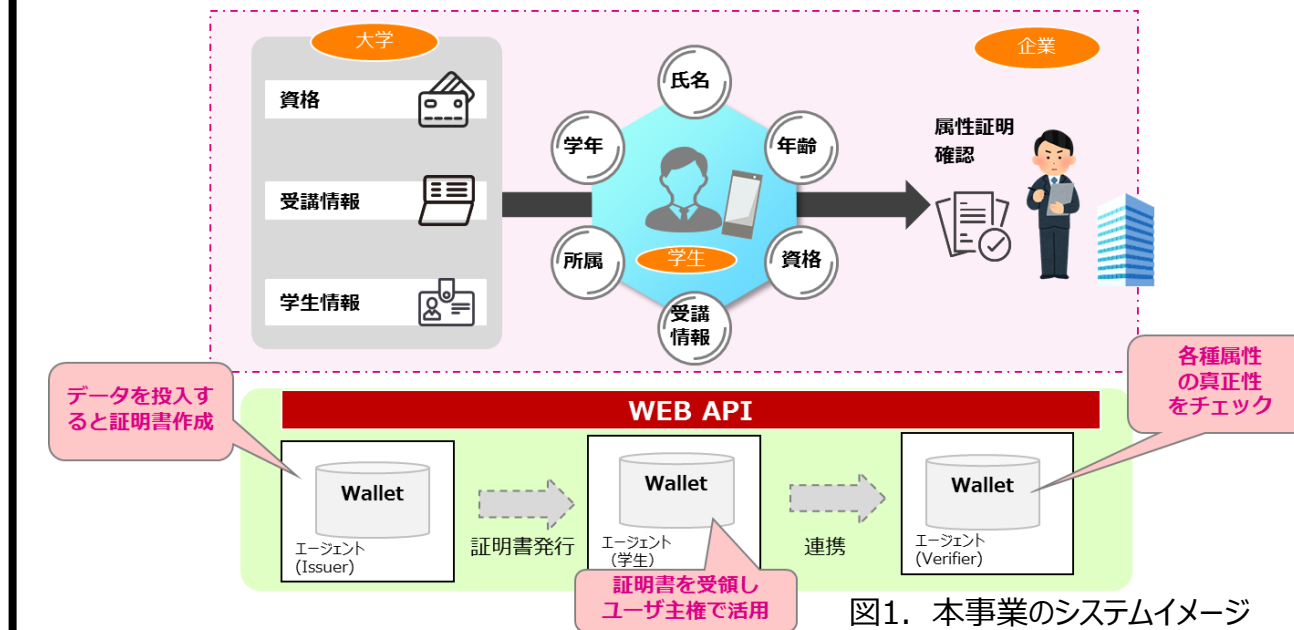 大学
企業
資格
受講情報
学生情報
氏名
学年
年齢
所属
学生
資格
受講
情報
属性証明
確認
データを投入す
ると証明書作成
各種属性
の真正性
をチェック
WEB API
Wallet
エージェント
(Issuer)
証明書発行
Wallet
エージェント
(学生)
証明書を受領し
ユーザ主権で活用
連携
Wallet
エージェント
(Verifier)
図1. 本事業のシステムイメージ